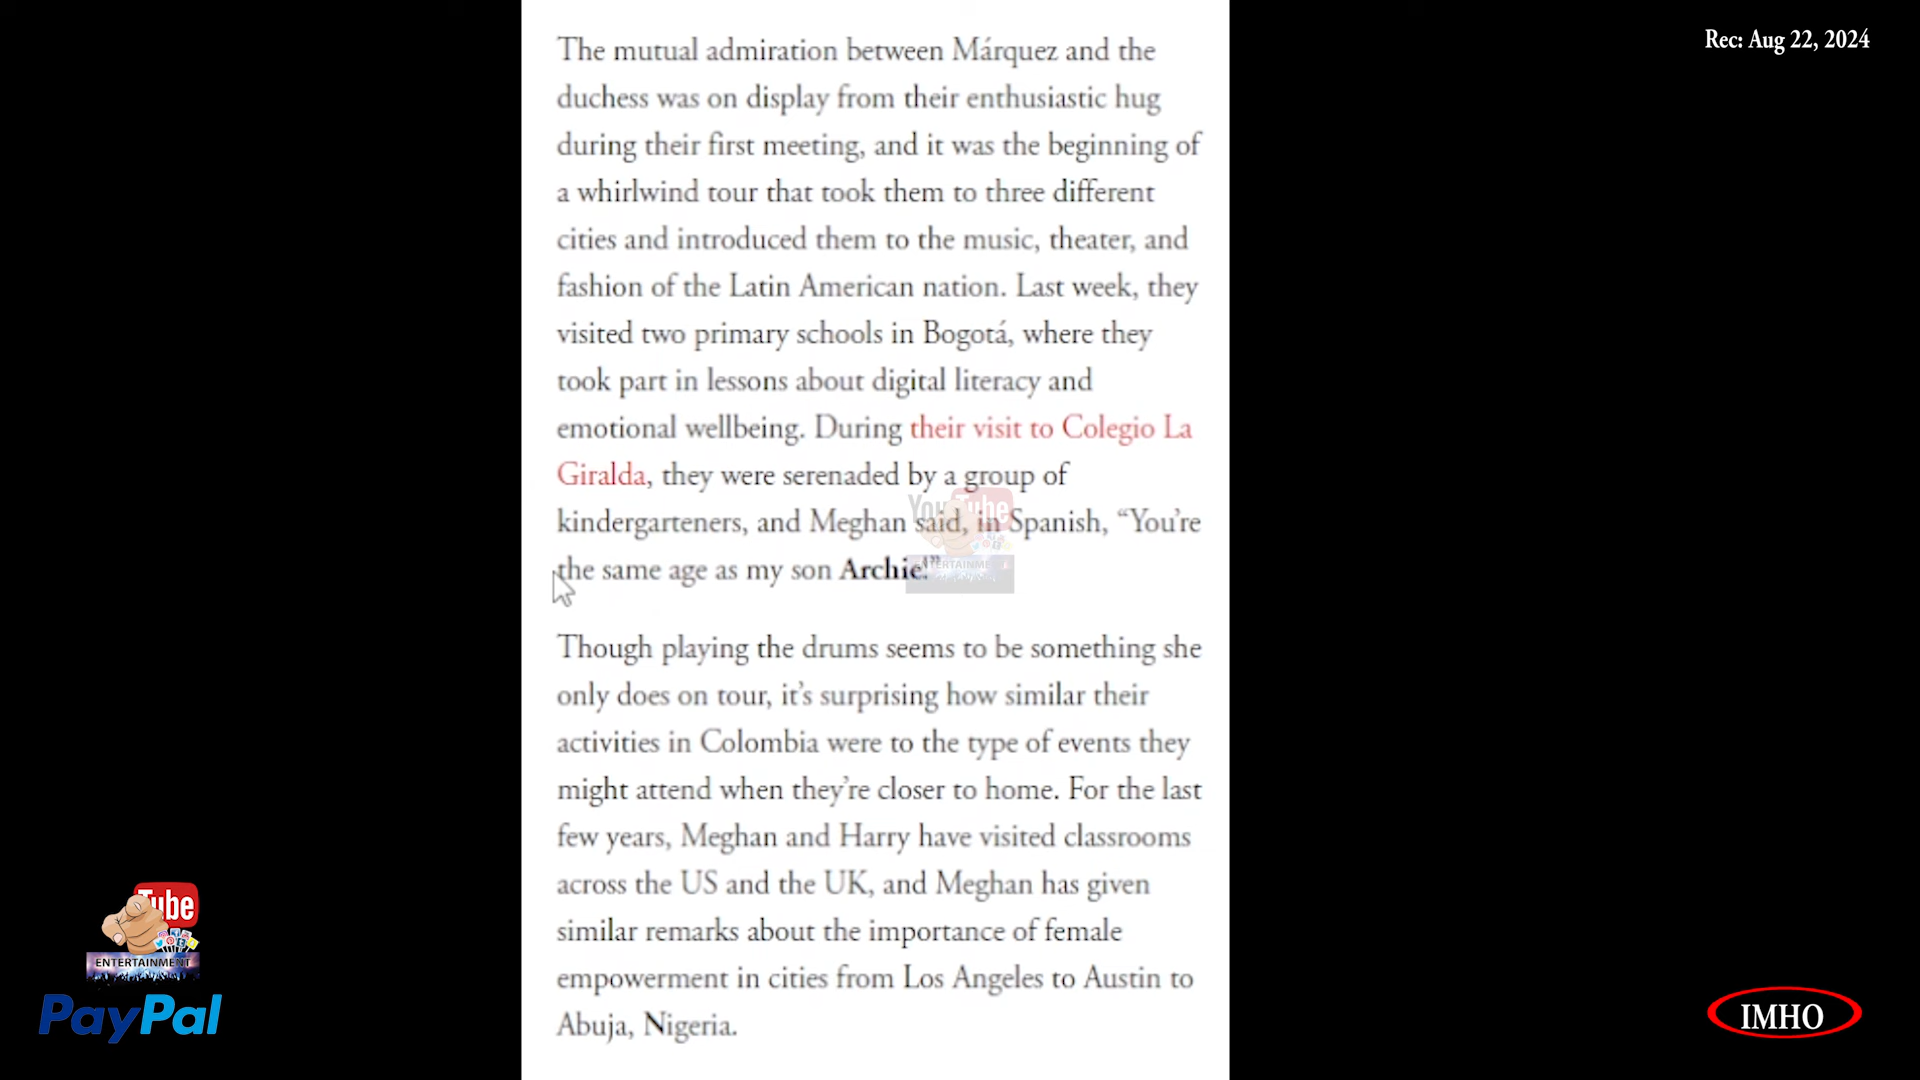 Rec: Aug 22, 2024
The mutual admiration between Márquez and the
duchess was on display from their enthusiastic hug
during their first meeting, and it was the beginning of
a whirlwind tour that took them to three different
cities and introduced them to the music, theater, and
fashion of the Latin American nation. Last week, they
visited two primary schools in Bogotá, where they
took part in lessons about digital literacy and
emotional wellbeing. During their visit to Colegio La
Giralda, they were serenaded by a group of
kindergarteners, and Meghan said, in Spanish, “You’re
the same age as my son Archie!”
YouTube
ENTERTAINMENT
Though playing the drums seems to be something she
only does on tour, it’s surprising how similar their
activities in Colombia were to the type of events they
might attend when they’re closer to home. For the last
few years, Meghan and Harry have visited classrooms
across the US and the UK, and Meghan has given
similar remarks about the importance of female
empowerment in cities from Los Angeles to Austin to
Abuja, Nigeria.
Tube
ENTERTAINMENT
PayPal
IMHO